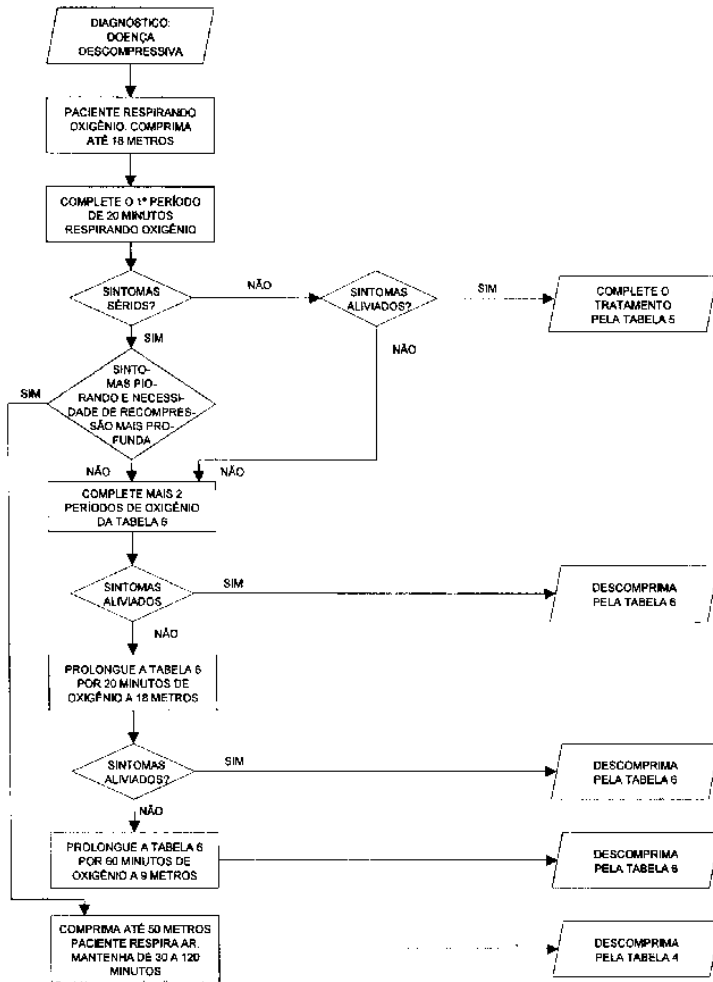 DIAGNÓSTICO:
DOENÇA
DESCOMPRESSIVA
PACIENTE RESPIRANDO
OXIGÊNIO. COMPRIMA
ATÉ 18 METROS
COMPLETE O 1º PERÍODO
DE 20 MINUTOS
RESPIRANDO OXIGÊNIO
SINTOMAS
SÉRIOS?
NÃO
SINTOMAS
ALIVIADOS?
SIM
COMPLETE O
TRATAMENTO
PELA TABELA 5
SIM
NÃO
SIM
SINTO-
MAS PIO-
RANDO E NECESSI-
DADE DE RECOMPRES-
SÃO MAIS PRO-
FUNDA
NÃO
NÃO
COMPLETE MAIS 2
PERÍODOS DE OXIGÊNIO
DA TABELA 6
SINTOMAS
ALIVIADOS
SIM
DESCOMPRIMA
PELA TABELA 6
NÃO
PROLONGUE A TABELA 6
POR 20 MINUTOS DE
OXIGÊNIO A 18 METROS
SINTOMAS
ALIVIADOS?
SIM
DESCOMPRIMA
PELA TABELA 6
NÃO
PROLONGUE A TABELA 6
POR 60 MINUTOS DE
OXIGÊNIO A 9 METROS
DESCOMPRIMA
PELA TABELA 6
COMPRIMA ATÉ 50 METROS
PACIENTE RESPIRA AR.
MANTENHA DE 30 A 120
MINUTOS
DESCOMPRIMA
PELA TABELA 4